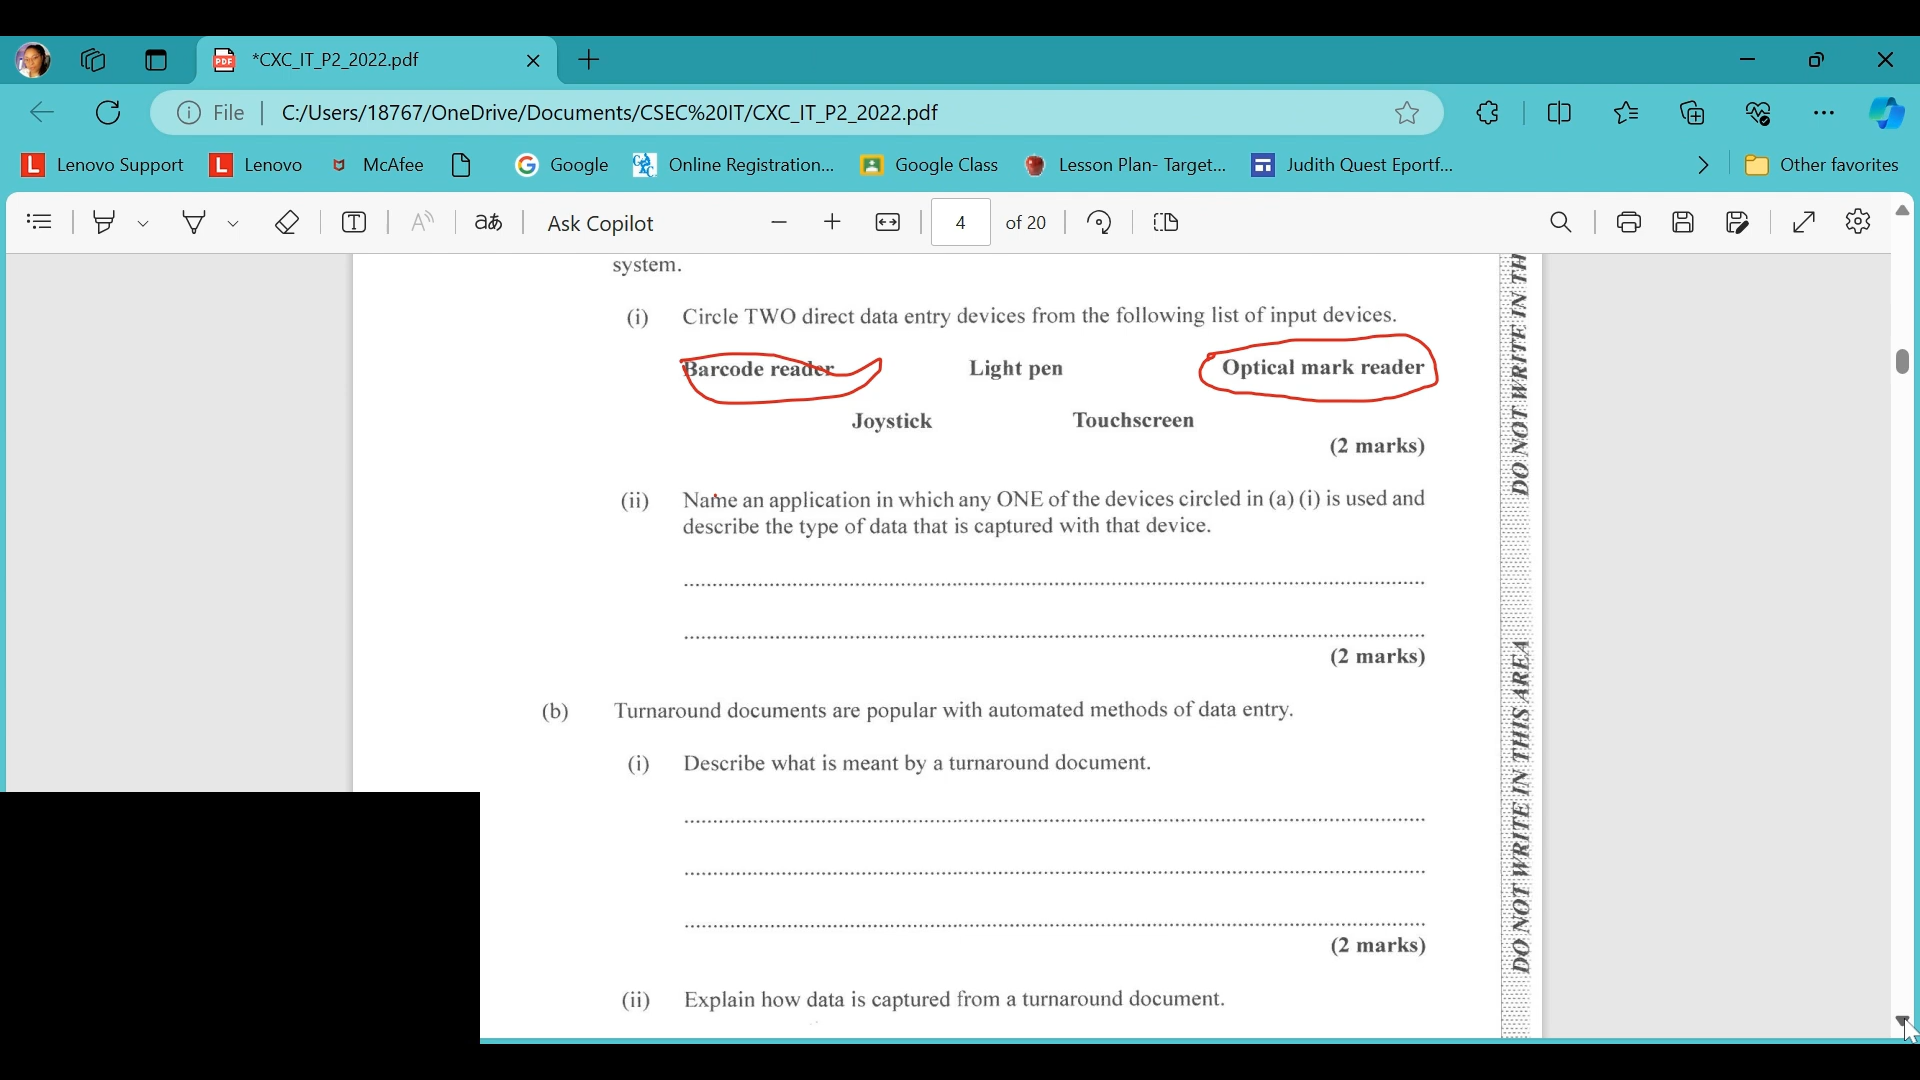 *CXC_IT_P2_2022.pdf
File
C:/Users/18767/OneDrive/Documents/CSEC%20IT/CXC_IT_P2_2022.pdf
Lenovo Support
Lenovo
McAfee
Google
Online Registration...
Google Class
Lesson Plan- Target...
Judith Quest Eportf...
Other favorites
Ask Copilot
4
of 20
system.
(i) Circle TWO direct data entry devices from the following list of input devices.
Barcode reader Light pen Optical mark reader
Joystick Touchscreen
(2 marks)
(ii) Name an application in which any ONE of the devices circled in (a) (i) is used and
describe the type of data that is captured with that device.
(2 marks)
(b) Turnaround documents are popular with automated methods of data entry.
(i) Describe what is meant by a turnaround document.
(2 marks)
(ii) Explain how data is captured from a turnaround document.
DO NOT WRITE IN TH
DO NOT WRITE IN THIS AREA